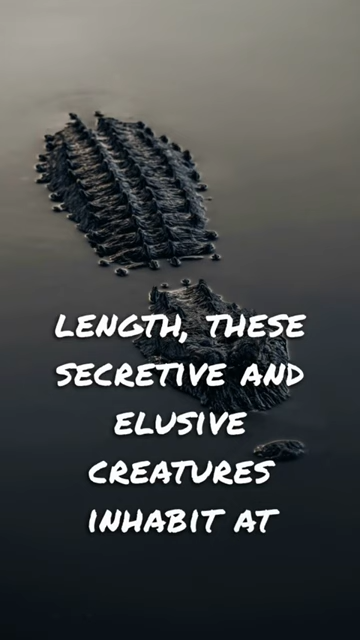 LENGTH, THESE
SECRETIVE AND
ELUSIVE
CREATURES
INHABIT AT